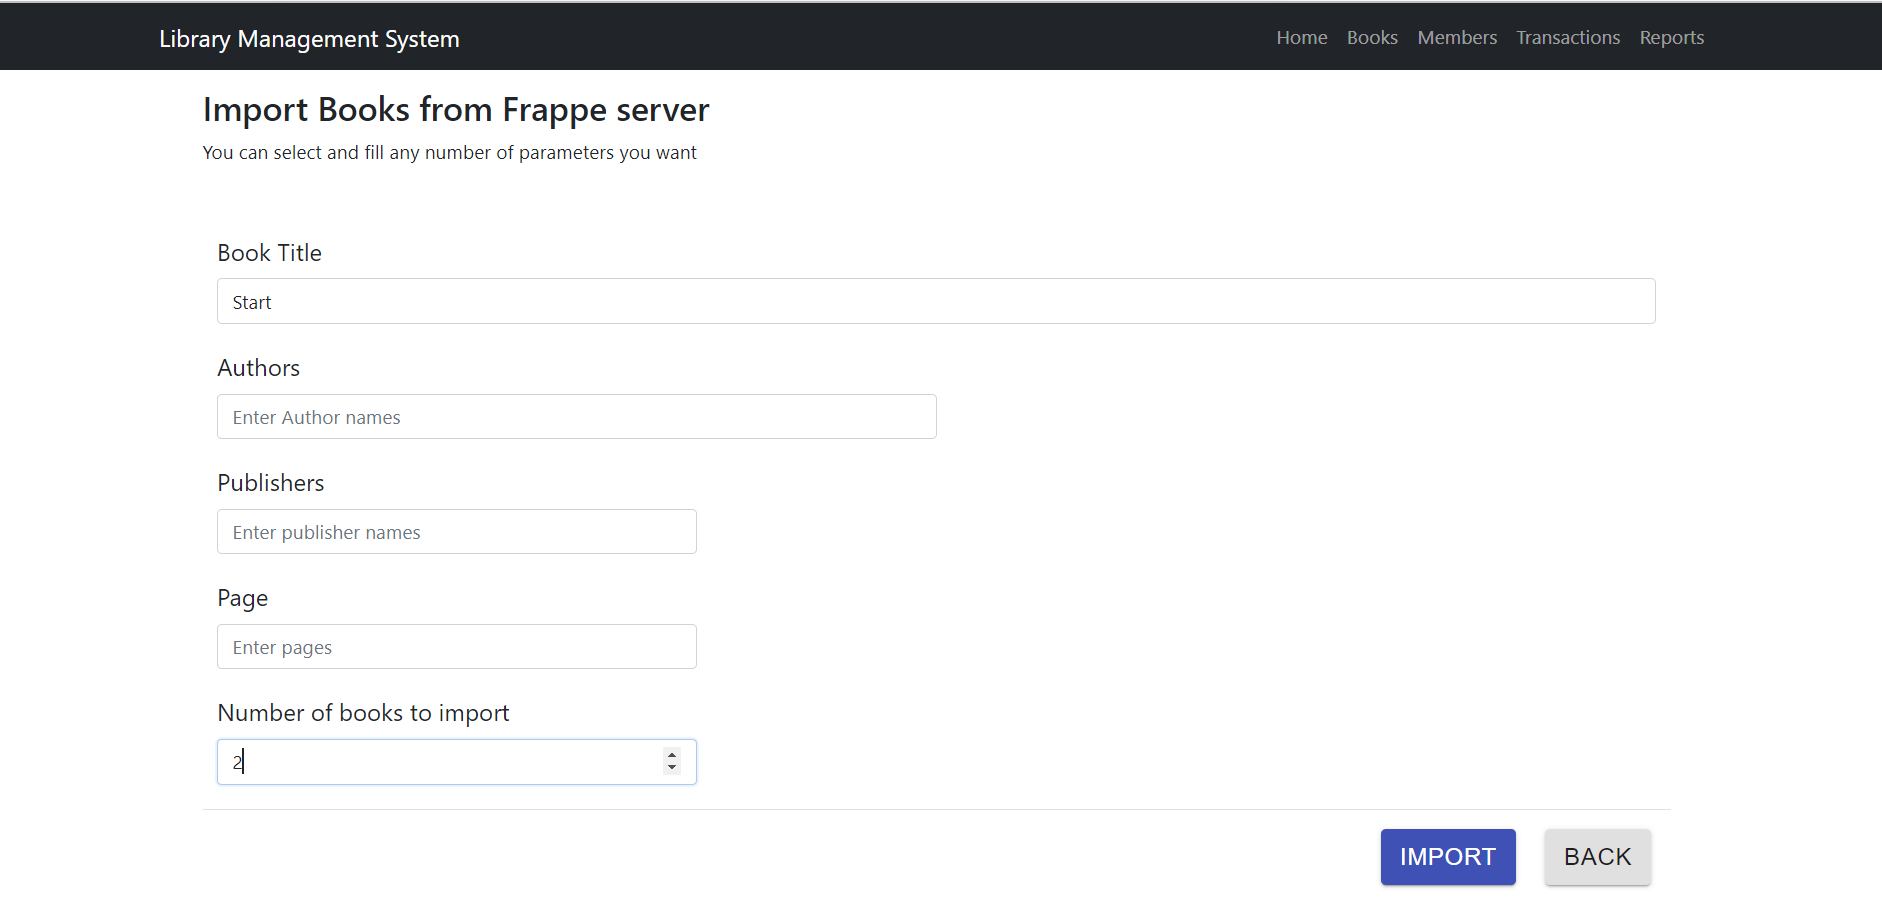 Library Management System
Home Books Members Transactions Reports
Import Books from Frappe server
You can select and fill any number of parameters you want
Book Title
Start
Authors
Enter Author names
Publishers
Enter publisher names
Page
Enter pages
Number of books to import
2
IMPORT BACK